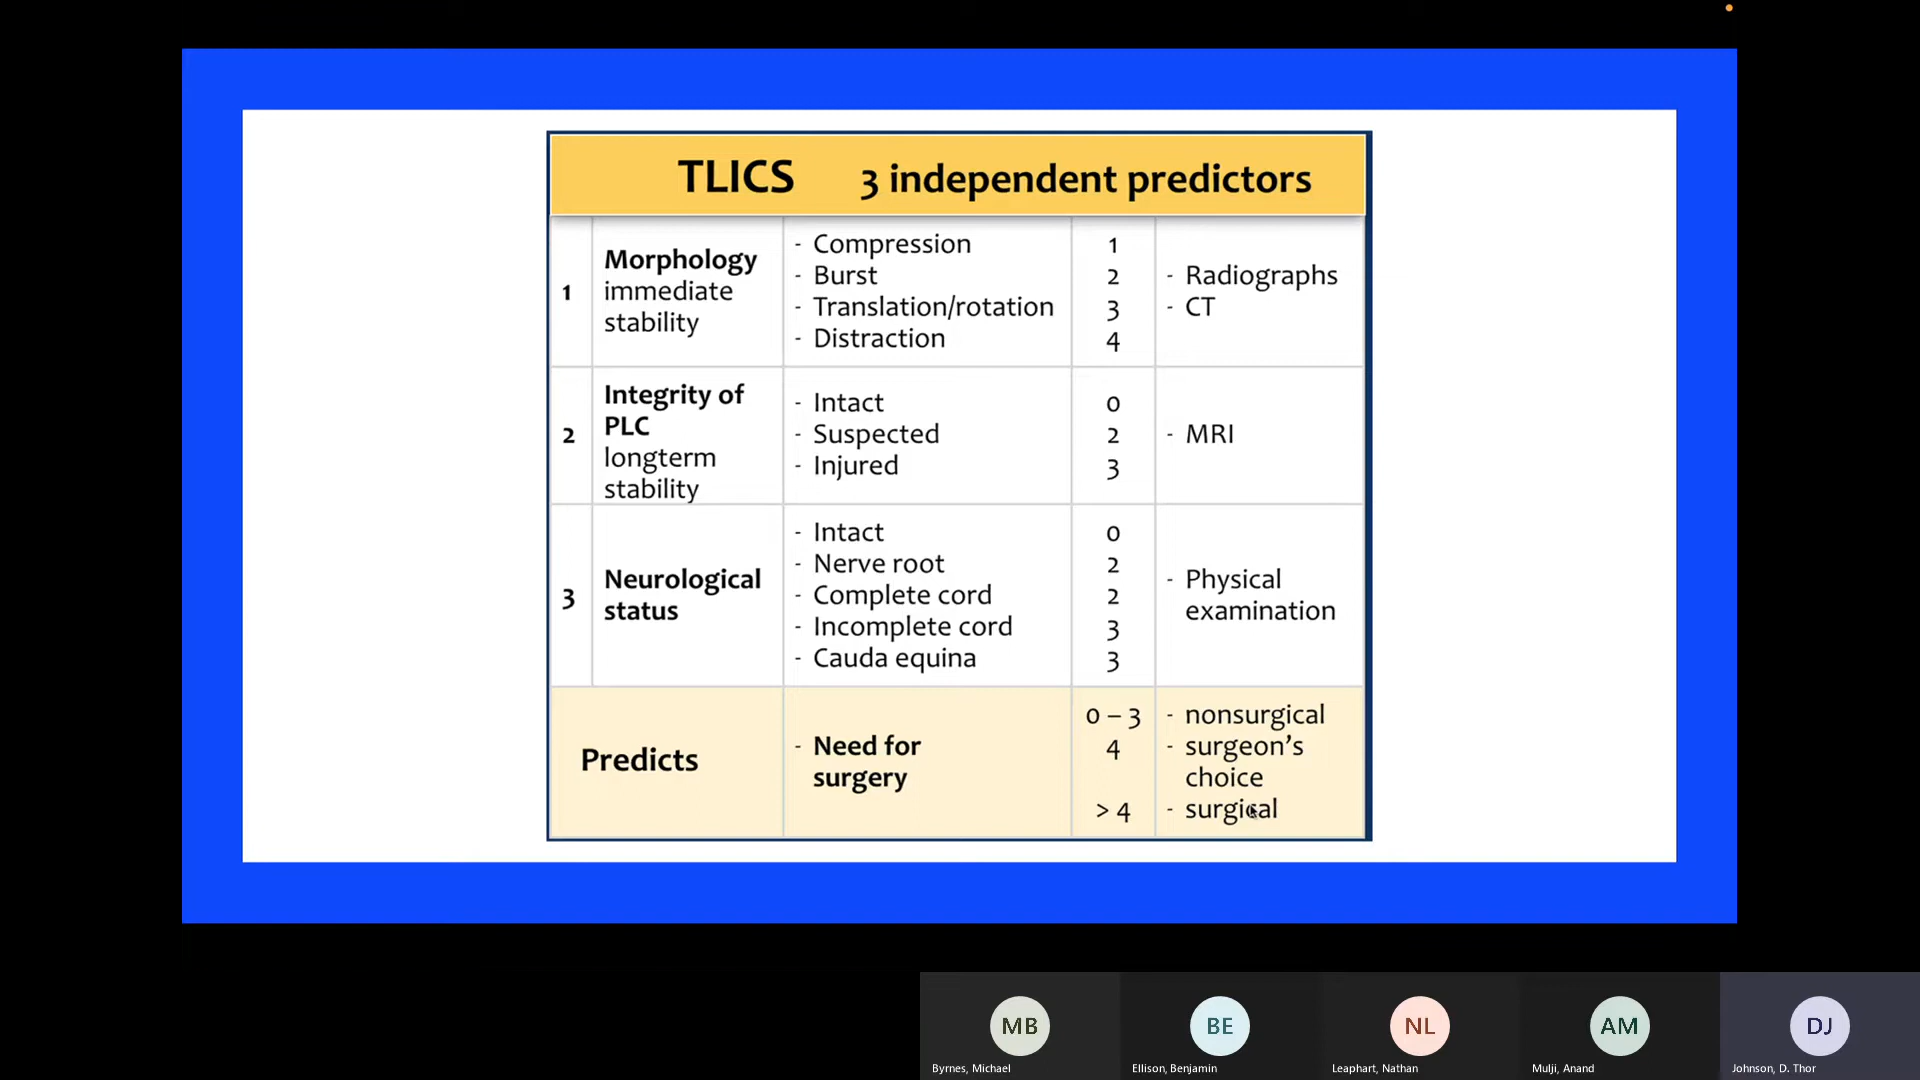 TLICS 3 independent predictors
1
Morphology
immediate
stability
- Compression
- Burst
- Translation/rotation
- Distraction
1
2
3
4
- Radiographs
- CT
2
Integrity of
PLC
longterm
stability
- Intact
- Suspected
- Injured
0
2
3
- MRI
3
Neurological
status
- Intact
- Nerve root
- Complete cord
- Incomplete cord
- Cauda equina
0
2
2
3
3
- Physical
examination
Predicts
- Need for
surgery
0 – 3
4
> 4
- nonsurgical
- surgeon’s
choice
- surgical
MB
BE
NL
AM
DJ
Byrnes, Michael
Ellison, Benjamin
Leaphart, Nathan
Mulji, Anand
Johnson, D. Thor